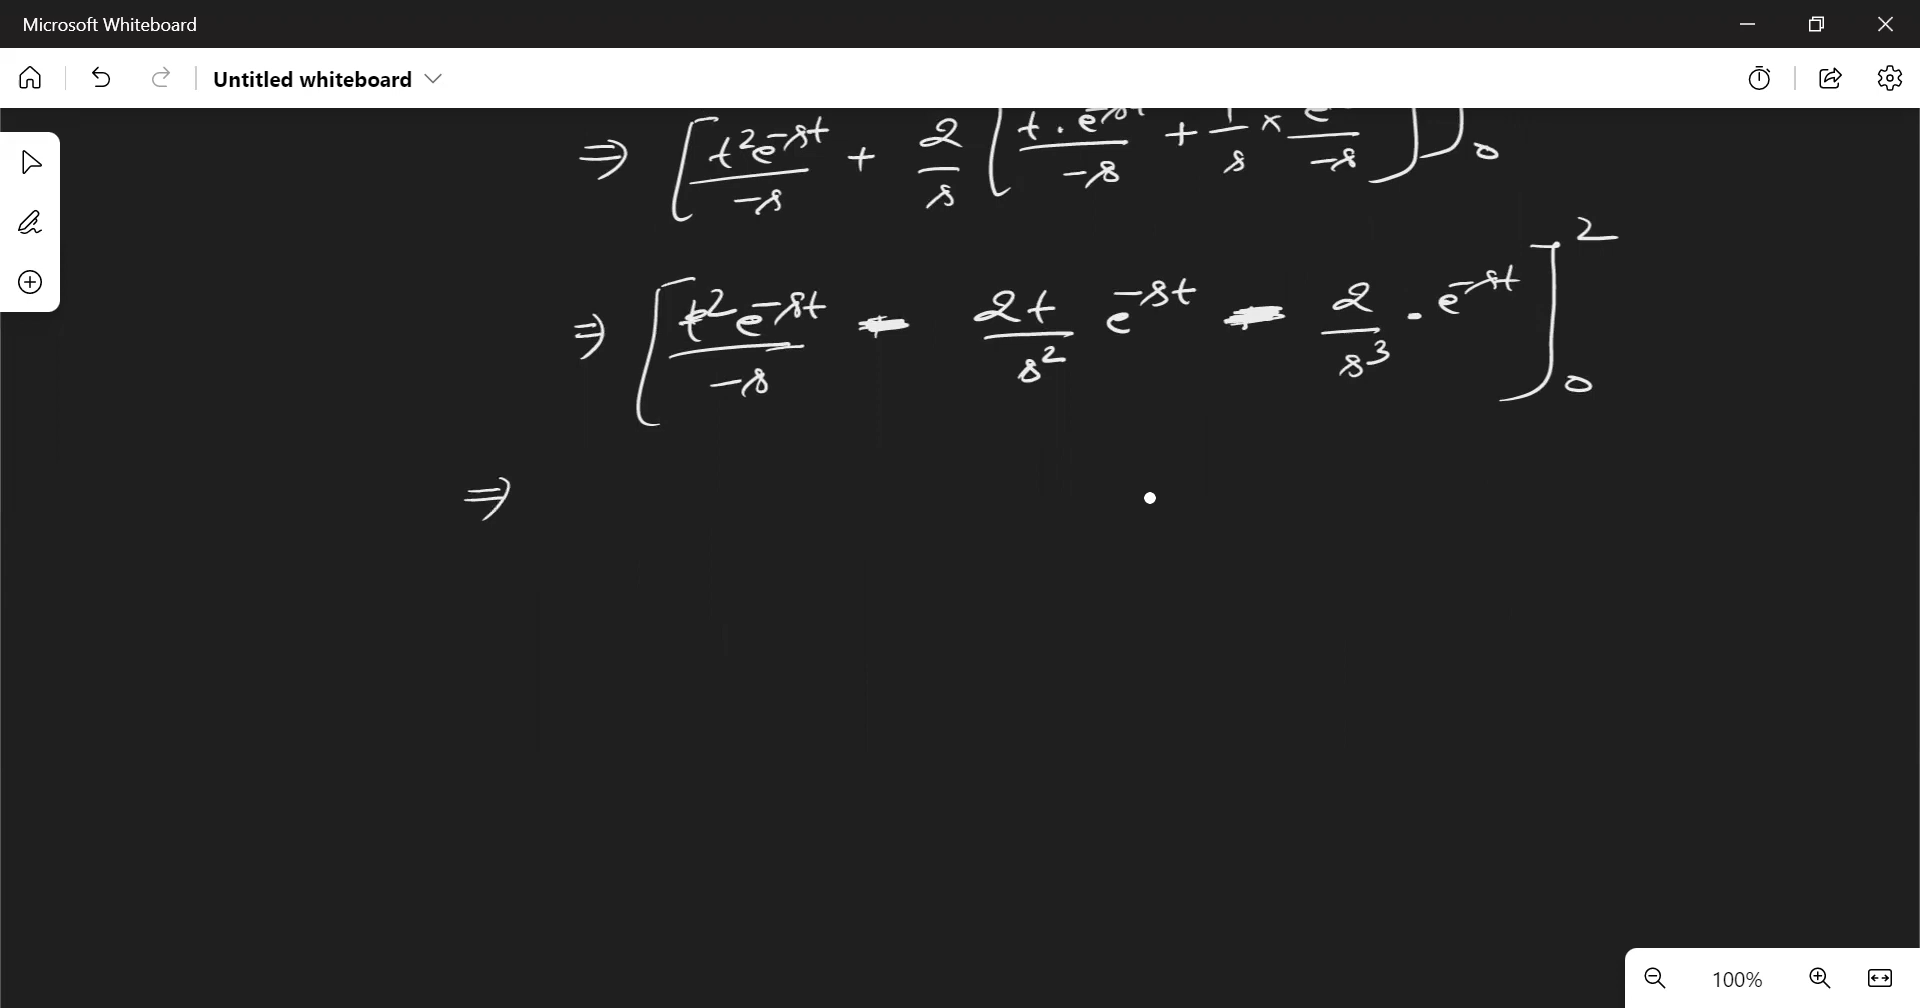 Microsoft Whiteboard
Untitled whiteboard
⇒ [t²e^-st/-s + 2/s [t.e^-st/-s + 1/s × e/-s]]₀
⇒ [t²e^-st/-s - 2t/s² e^-st - 2/s³ . e^-st]₀²
⇒
100%